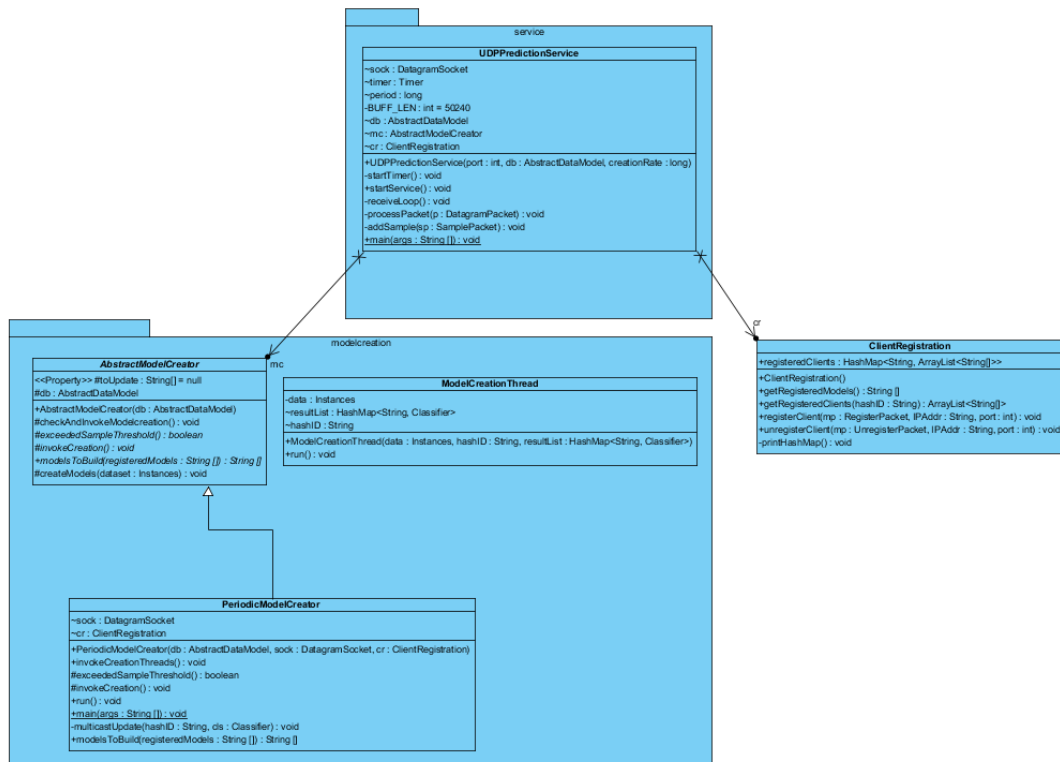 service
UDPPredictionService
~sock : DatagramSocket
~timer : Timer
~period : long
-BUFF_LEN : int = 50240
~db : AbstractDataModel
~mc : AbstractModelCreator
~cr : ClientRegistration
+UDPPredictionService(port : int, db : AbstractDataModel, creationRate : long)
-startTimer() : void
+startService() : void
-receiveLoop() : void
-processPacket(p : DatagramPacket) : void
-addSample(sp : SamplePacket) : void
+main(args : String []) : void
modelcreation
mc
AbstractModelCreator
<<Property>> #toUpdate : String[] = null
#db : AbstractDataModel
+AbstractModelCreator(db : AbstractDataModel)
#checkAndInvokeModelcreation() : void
#exceededSampleThreshold() : boolean
#invokeCreation() : void
+modelsToBuild(registeredModels : String []) : String []
#createModels(dataset : Instances) : void
ModelCreationThread
-data : Instances
~resultList : HashMap<String, Classifier>
~hashID : String
+ModelCreationThread(data : Instances, hashID : String, resultList : HashMap<String, Classifier>)
+run() : void
cr
ClientRegistration
+registeredClients : HashMap<String, ArrayList<String[]>>
+ClientRegistration()
+getRegisteredModels() : String []
+getRegisteredClients(hashID : String) : ArrayList<String[]>
+registerClient(mp : RegisterPacket, IPAddr : String, port : int) : void
+unregisterClient(mp : UnregisterPacket, IPAddr : String, port : int) : void
-printHashMap() : void
PeriodicModelCreator
~sock : DatagramSocket
~cr : ClientRegistration
+PeriodicModelCreator(db : AbstractDataModel, sock : DatagramSocket, cr : ClientRegistration)
+invokeCreationThreads() : void
#exceededSampleThreshold() : boolean
#invokeCreation() : void
+run() : void
+main(args : String []) : void
-multicastUpdate(hashID : String, cls : Classifier) : void
+modelsToBuild(registeredModels : String []) : String []